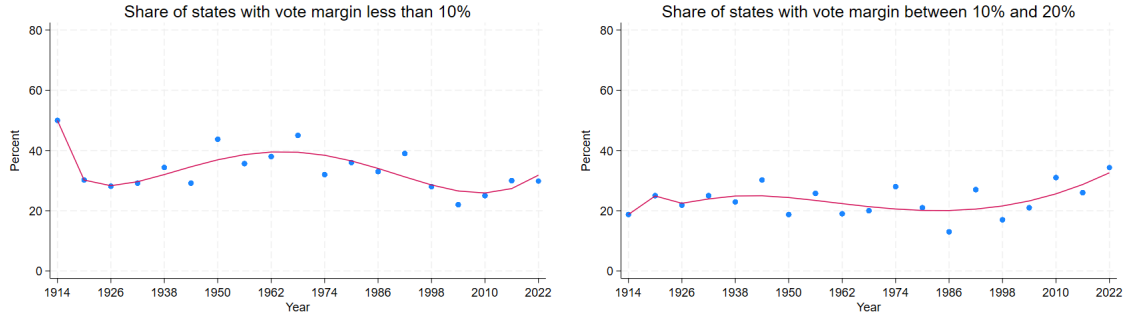 Share of states with vote margin less than 10%
80
60
40
20
0
Percent
1914 1926 1938 1950 1962 1974 1986 1998 2010 2022
Year
Share of states with vote margin between 10% and 20%
80
60
40
20
0
Percent
1914 1926 1938 1950 1962 1974 1986 1998 2010 2022
Year